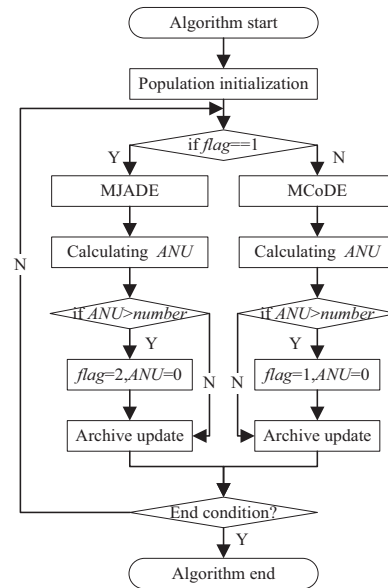 Algorithm start
Population initialization
if flag==1
Y
N
MJADE
MCoDE
Calculating ANU
Calculating ANU
N
if ANU>number
if ANU>number
Y
Y
flag=2,ANU=0
N
N
flag=1,ANU=0
Archive update
Archive update
End condition?
Y
Algorithm end